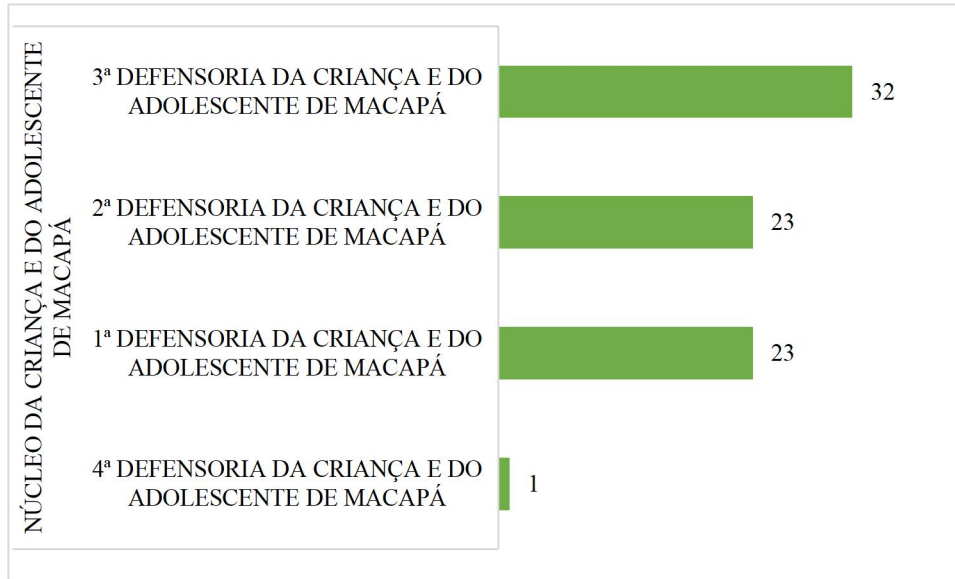 NÚCLEO DA CRIANÇA E DO ADOLESCENTE
DE MACAPÁ
3ª DEFENSORIA DA CRIANÇA E DO
ADOLESCENTE DE MACAPÁ
32
2ª DEFENSORIA DA CRIANÇA E DO
ADOLESCENTE DE MACAPÁ
23
1ª DEFENSORIA DA CRIANÇA E DO
ADOLESCENTE DE MACAPÁ
23
4ª DEFENSORIA DA CRIANÇA E DO
ADOLESCENTE DE MACAPÁ
1